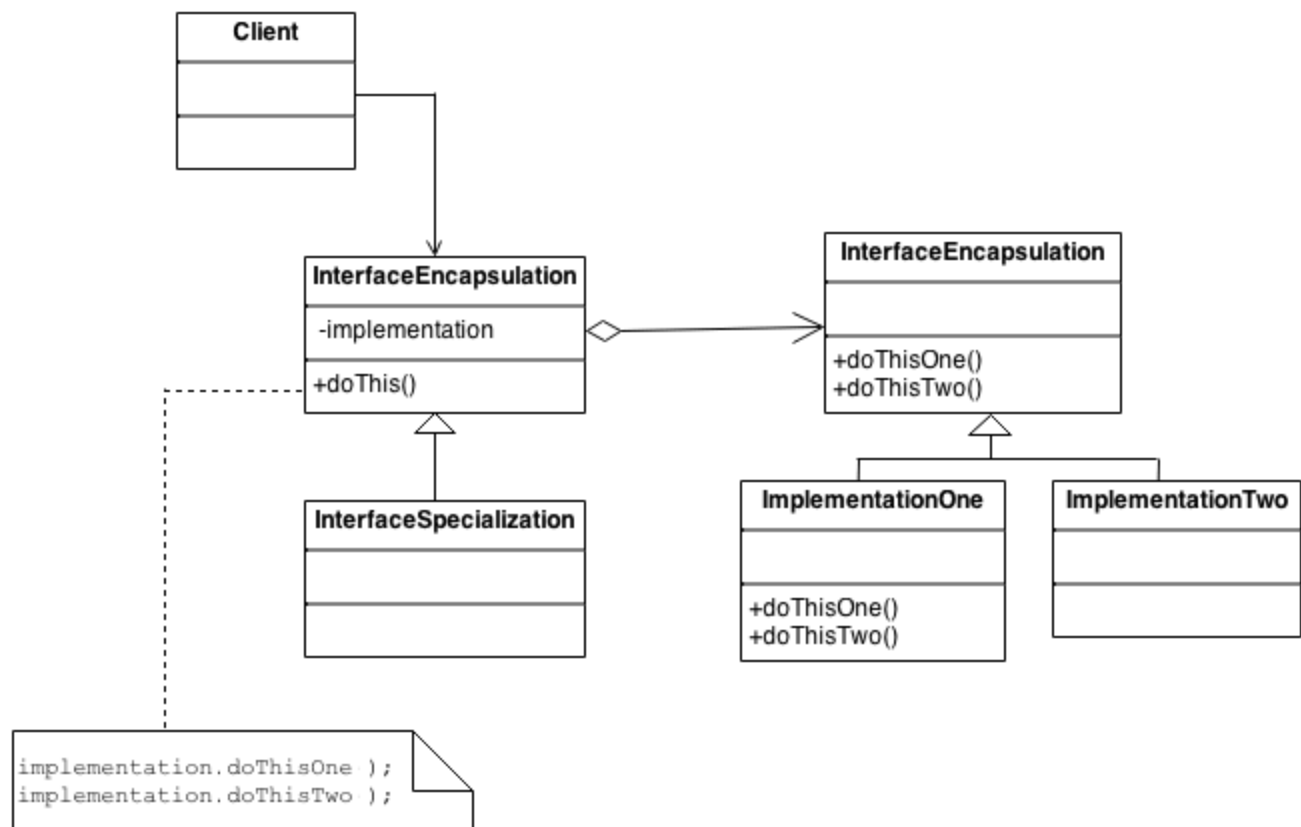 Client
InterfaceEncapsulation
-implementation
+doThis()
InterfaceEncapsulation
+doThisOne()
+doThisTwo()
InterfaceSpecialization
ImplementationOne
+doThisOne()
+doThisTwo()
ImplementationTwo
implementation.doThisOne );
implementation.doThisTwo );